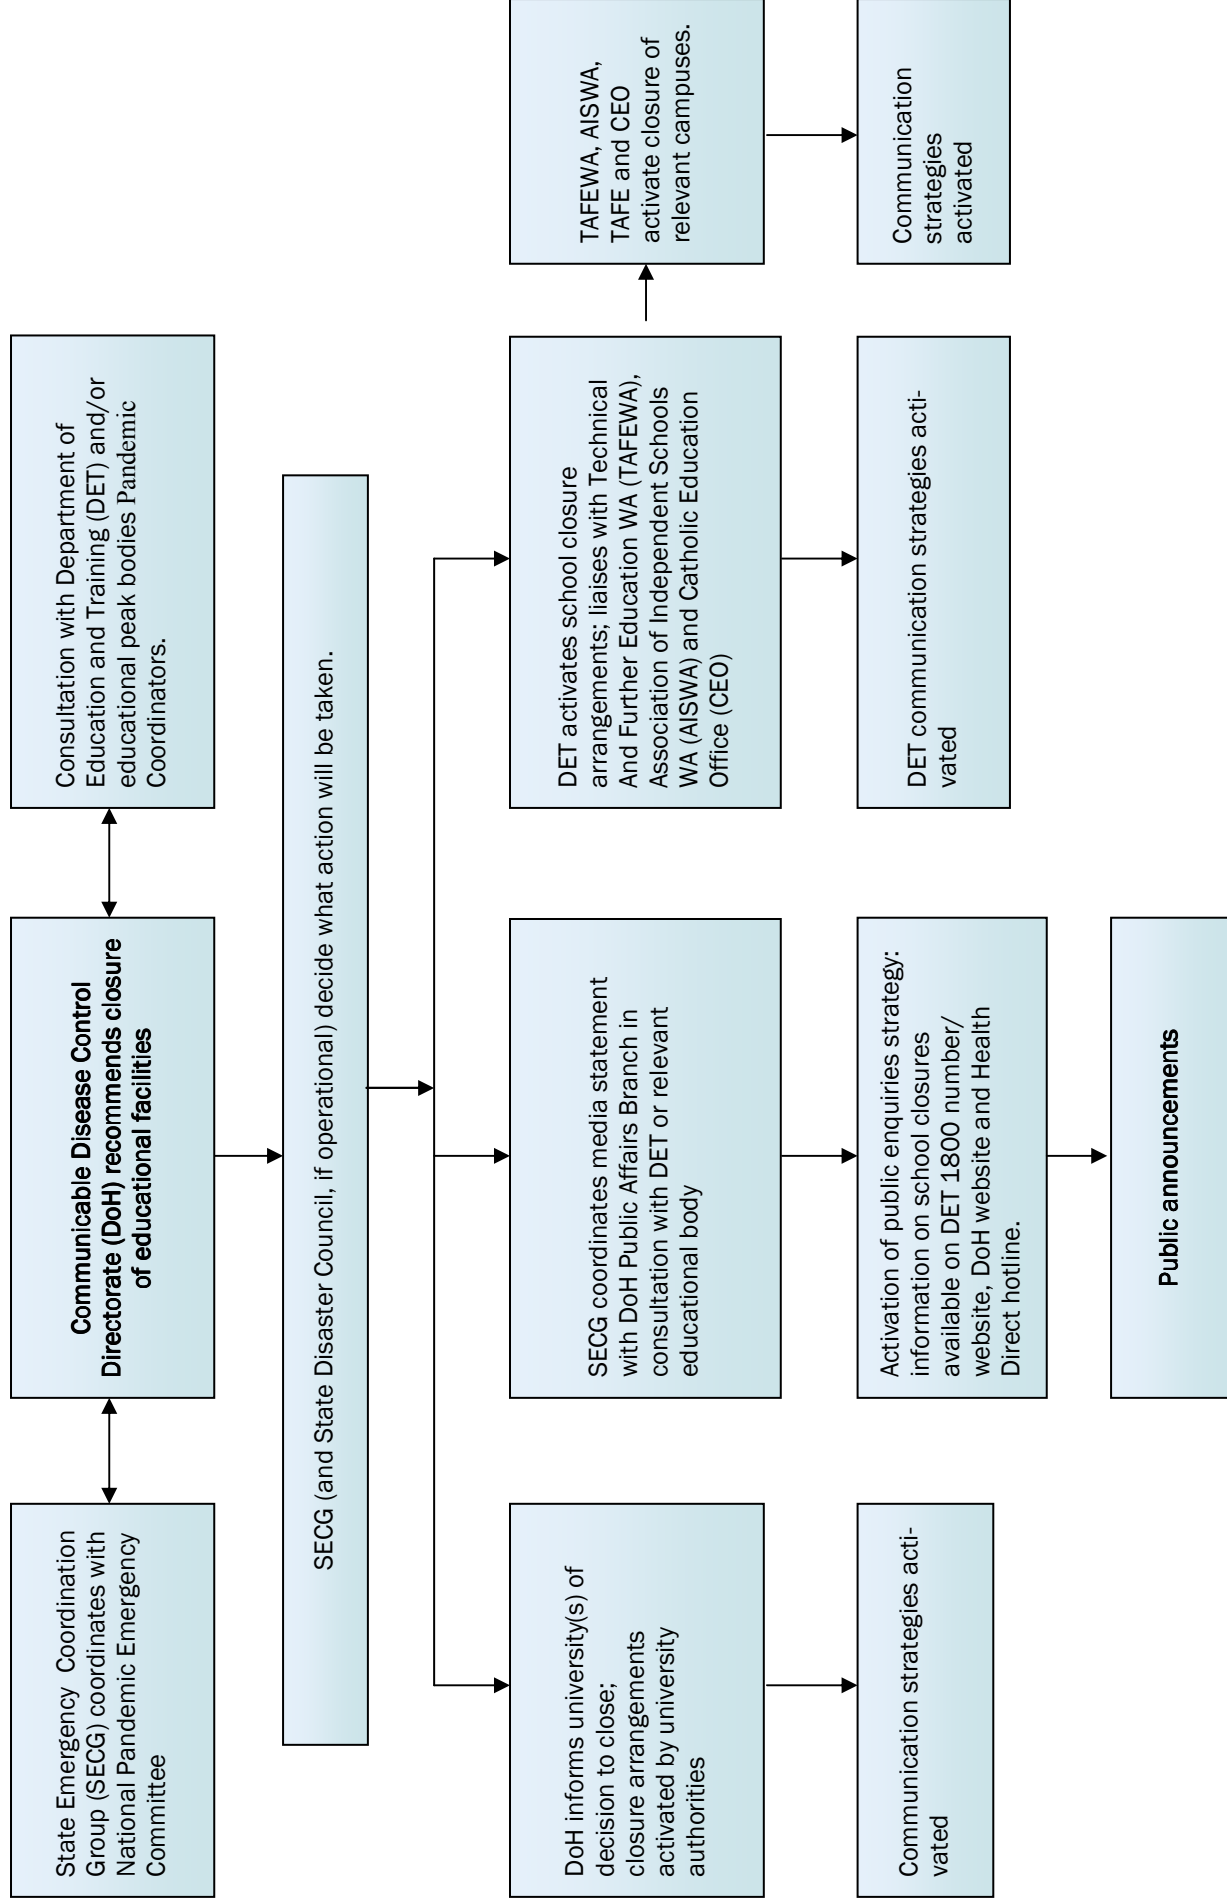 State Emergency Coordination
Group (SECG) coordinates with
National Pandemic Emergency
Committee
Communicable Disease Control
Directorate (DoH) recommends closure
of educational facilities
Consultation with Department of
Education and Training (DET) and/or
educational peak bodies Pandemic
Coordinators.
SECG (and State Disaster Council, if operational) decide what action will be taken.
DoH informs university(s) of
decision to close;
closure arrangements
activated by university
authorities
SECG coordinates media statement
with DoH Public Affairs Branch in
consultation with DET or relevant
educational body
DET activates school closure
arrangements; liaises with Technical
And Further Education WA (TAFEWA),
Association of Independent Schools
WA (AISWA) and Catholic Education
Office (CEO)
TAFEWA, AISWA,
TAFE and CEO
activate closure of
relevant campuses.
Communication strategies acti-
vated
Activation of public enquiries strategy:
information on school closures
available on DET 1800 number/
website, DoH website and Health
Direct hotline.
DET communication strategies acti-
vated
Communication
strategies
activated
Public announcements